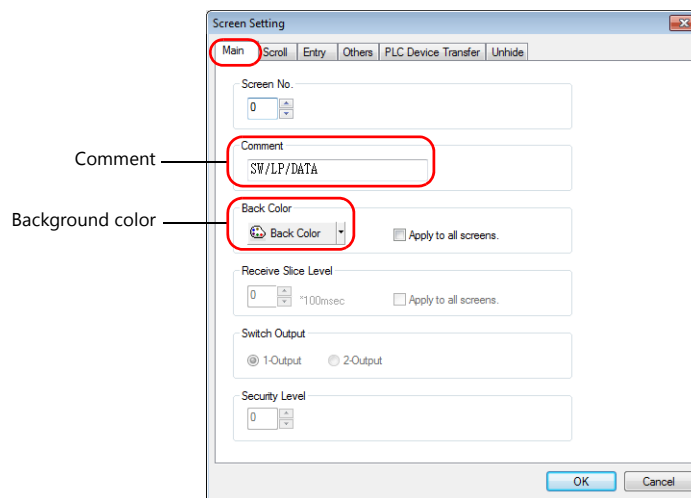 Screen Setting
Main Scroll Entry Others PLC Device Transfer Unhide
Screen No.
0
Comment
Comment
SW/LP/DATA
Background color
Back Color
Back Color Apply to all screens.
Receive Slice Level
0 *100msec Apply to all screens.
Switch Output
1-Output 2-Output
Security Level
0
OK Cancel